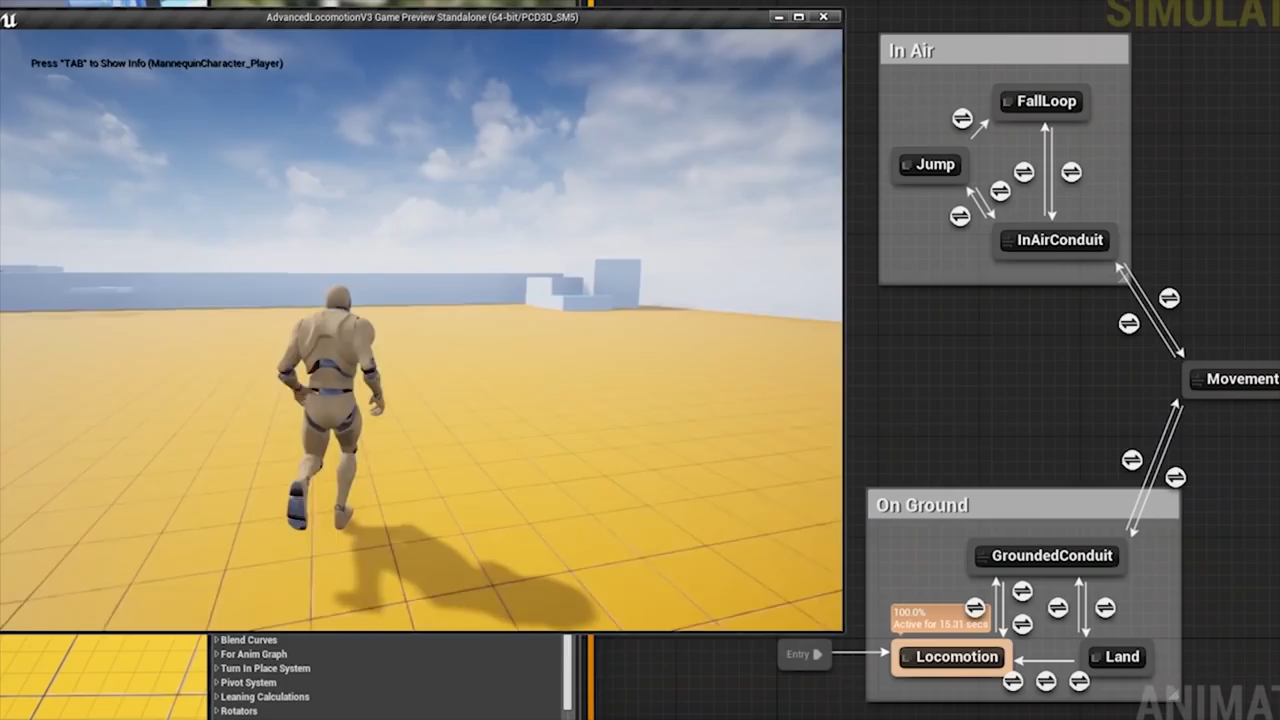 AdvancedLocomotionV3 Game Preview Standalone (64-bit/PCD3D_SM5)
Press "TAB" to Show Info (MannequinCharacter_Player)
SIMULA
In Air
FallLoop
Jump
InAirConduit
Movement
On Ground
GroundedConduit
100.0%
Active for 15.31 secs
Entry
Locomotion
Land
Blend Curves
For Anim Graph
Turn In Place System
Pivot System
Leaning Calculations
Rotators
ANIMAT